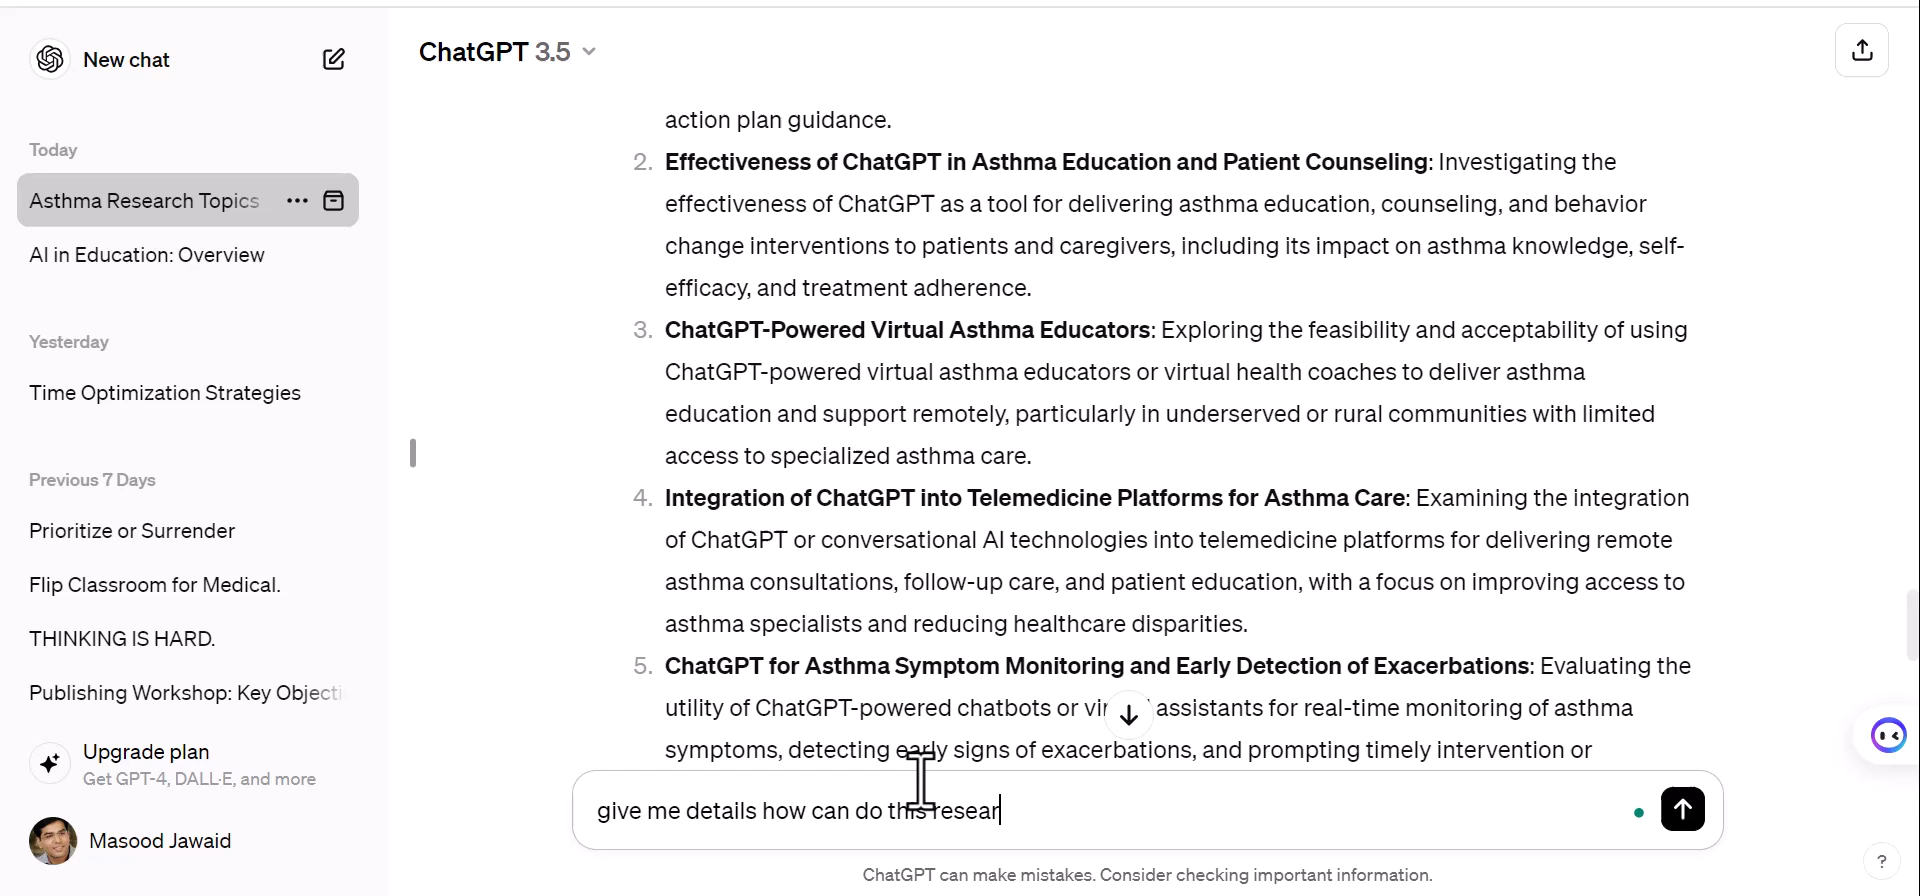 New chat
Today
Asthma Research Topics
AI in Education: Overview
Yesterday
Time Optimization Strategies
Previous 7 Days
Prioritize or Surrender
Flip Classroom for Medical.
THINKING IS HARD.
Publishing Workshop: Key Objecti
Upgrade plan
Get GPT-4, DALL·E, and more
Masood Jawaid
ChatGPT 3.5
action plan guidance.
2. Effectiveness of ChatGPT in Asthma Education and Patient Counseling: Investigating the
effectiveness of ChatGPT as a tool for delivering asthma education, counseling, and behavior
change interventions to patients and caregivers, including its impact on asthma knowledge, self-
efficacy, and treatment adherence.
3. ChatGPT-Powered Virtual Asthma Educators: Exploring the feasibility and acceptability of using
ChatGPT-powered virtual asthma educators or virtual health coaches to deliver asthma
education and support remotely, particularly in underserved or rural communities with limited
access to specialized asthma care.
4. Integration of ChatGPT into Telemedicine Platforms for Asthma Care: Examining the integration
of ChatGPT or conversational AI technologies into telemedicine platforms for delivering remote
asthma consultations, follow-up care, and patient education, with a focus on improving access to
asthma specialists and reducing healthcare disparities.
5. ChatGPT for Asthma Symptom Monitoring and Early Detection of Exacerbations: Evaluating the
utility of ChatGPT-powered chatbots or assistants for real-time monitoring of asthma
symptoms, detecting early signs of exacerbations, and prompting timely intervention or
give me details how can do this resear
ChatGPT can make mistakes. Consider checking important information.
?